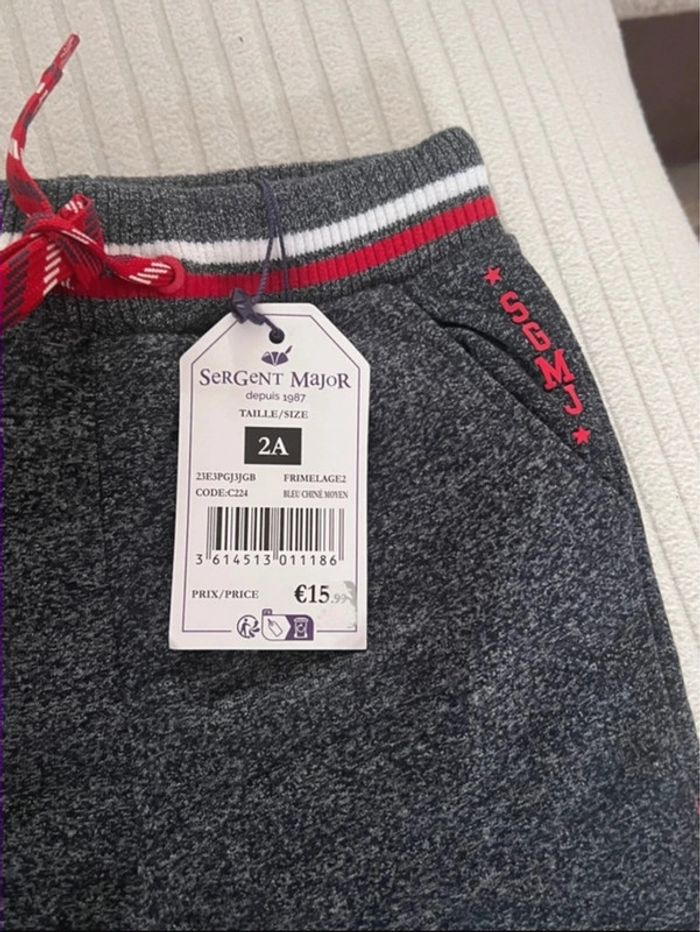 SERGENT MAJOR
depuis 1987
TAILLE/SIZE
2A
23E3PGJ3JGB FRIMELAGE2
CODE:C224 BLEU CHINÉ MOYEN
3 614513 011186
PRIX/PRICE €15.99
SGMJ